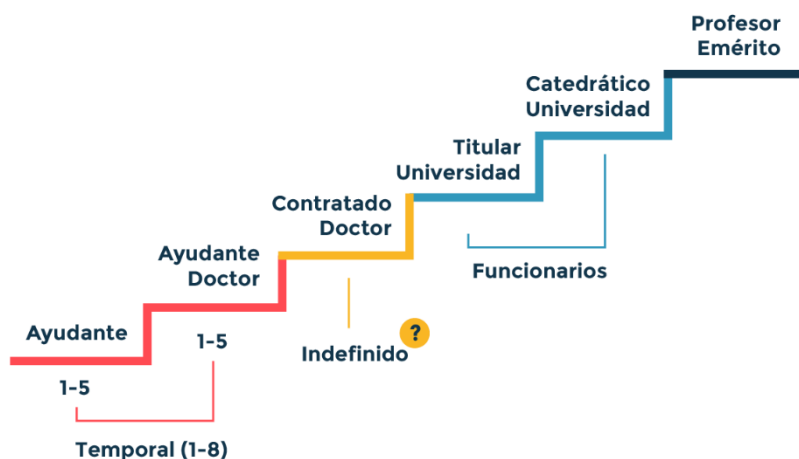 Profesor
Emérito
Catedrático
Universidad
Titular
Universidad
Contratado
Doctor
Funcionarios
Ayudante
Doctor
?
Indefinido
Ayudante
1-5
1-5
Temporal (1-8)